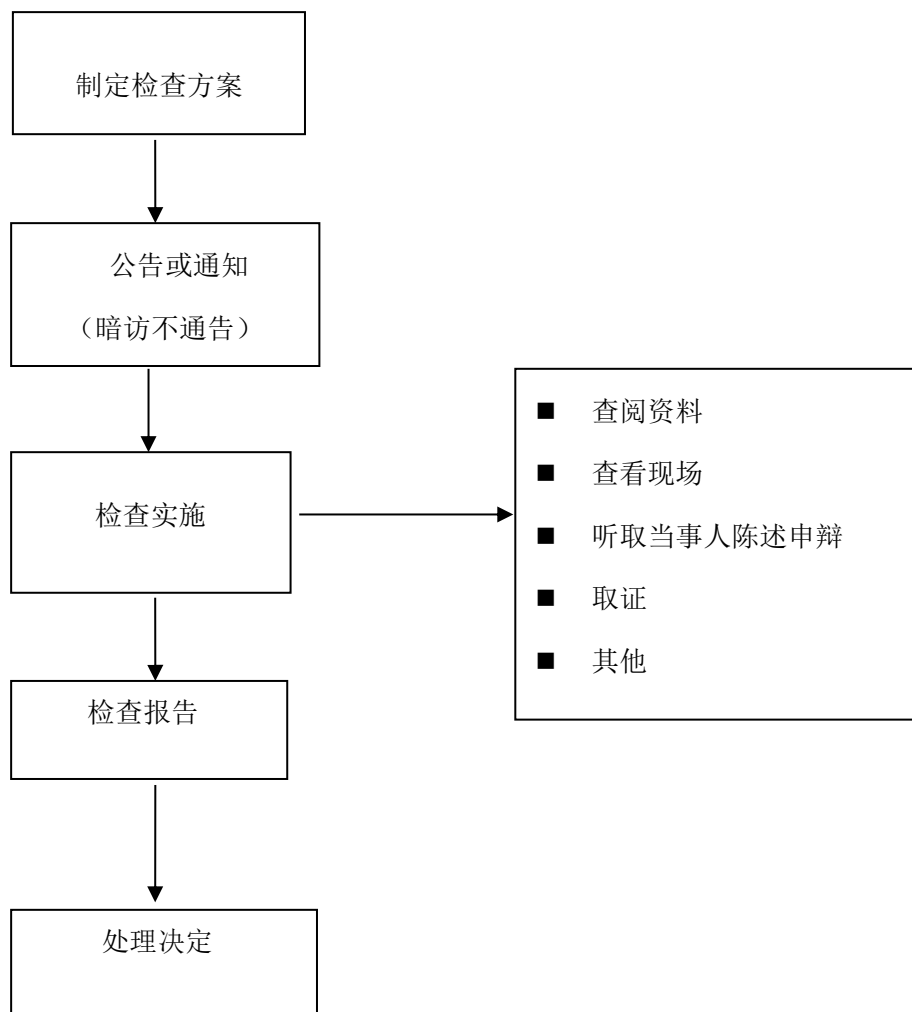 制定检查方案
公告或通知
（暗访不通告）
检查实施
■ 查阅资料
■ 查看现场
■ 听取当事人陈述申辩
■ 取证
■ 其他
检查报告
处理决定